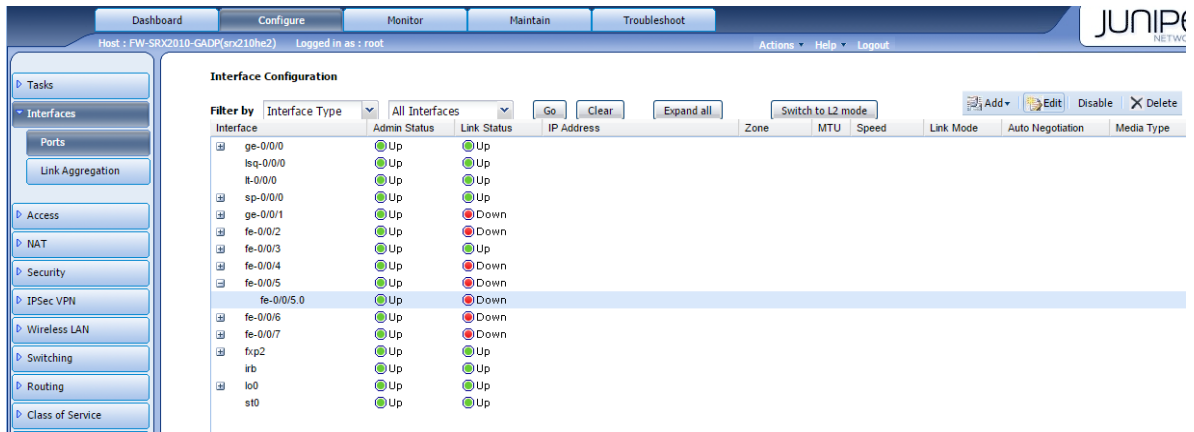 Dashboard Configure Monitor Maintain Troubleshoot
Host : FW-SRX2010-GADP(srx210he2) Logged in as : root Actions Help Logout
JUNIPE
NETWO
Tasks
Interfaces
Ports
Link Aggregation
Access
NAT
Security
IPSec VPN
Wireless LAN
Switching
Routing
Class of Service
Interface Configuration
Filter by Interface Type All Interfaces Go Clear Expand all Switch to L2 mode Add Edit Disable Delete
Interface Admin Status Link Status IP Address Zone MTU Speed Link Mode Auto Negotiation Media Type
ge-0/0/0 Up Up
lsq-0/0/0 Up Up
lt-0/0/0 Up Up
sp-0/0/0 Up Up
ge-0/0/1 Up Down
fe-0/0/2 Up Down
fe-0/0/3 Up Up
fe-0/0/4 Up Down
fe-0/0/5 Up Down
fe-0/0/5.0 Up Down
fe-0/0/6 Up Down
fe-0/0/7 Up Down
fxp2 Up Up
irb Up Up
lo0 Up Up
st0 Up Up